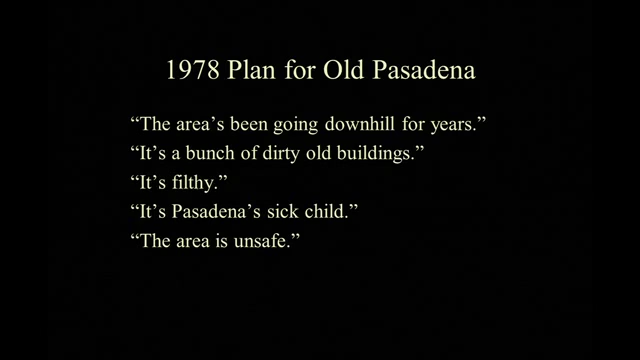 1978 Plan for Old Pasadena
“The area’s been going downhill for years.”
“It’s a bunch of dirty old buildings.”
“It’s filthy.”
“It’s Pasadena’s sick child.”
“The area is unsafe.”